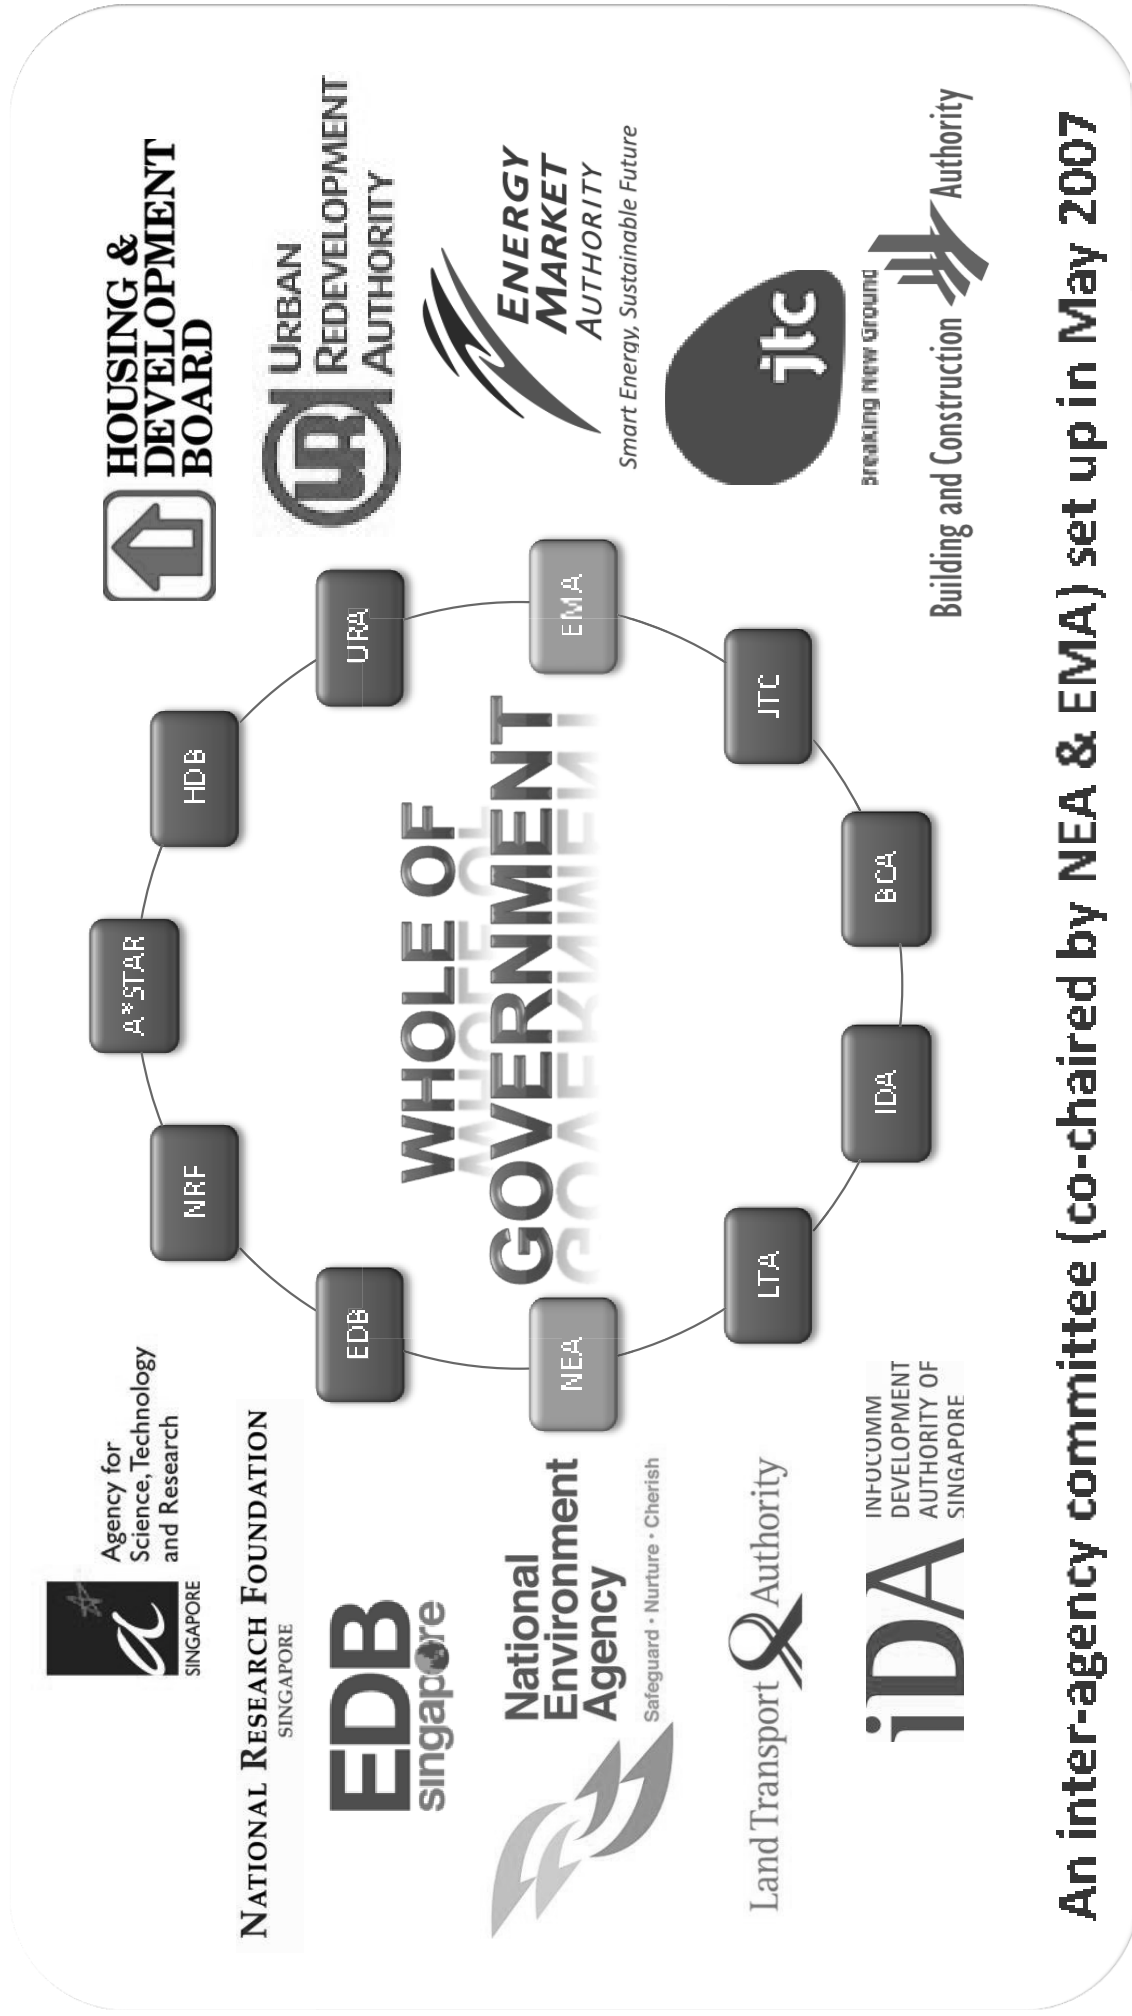 Agency for
Science, Technology
and Research
SINGAPORE
NATIONAL RESEARCH FOUNDATION
SINGAPORE
EDB
singapore
National
Environment
Agency
Safeguard • Nurture • Cherish
Land Transport Authority
iDA
INFOCOMM
DEVELOPMENT
AUTHORITY OF
SINGAPORE
A*STAR
NRF
HDB
EDB
URA
WHOLE OF
GOVERNMENT
NEA
EMA
LTA
JTC
IDA
BCA
HOUSING &
DEVELOPMENT
BOARD
UR
URBAN
REDEVELOPMENT
AUTHORITY
ENERGY
MARKET
AUTHORITY
Smart Energy, Sustainable Future
jtc
Breaking New Ground
Building and Construction Authority
An inter-agency committee (co-chaired by NEA & EMA) set up in May 2007